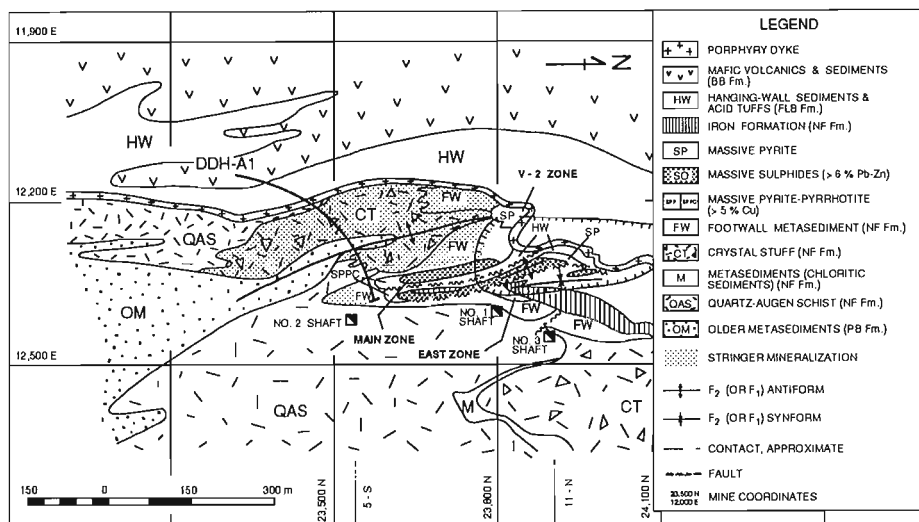 11,900 E
12,200 E
12,500 E
N
HW
HW
DDH-A1
V - 2 ZONE
FW
CT
SP
HW
SP
QAS
FW
SPPC
FW
OM
NO. 2 SHAFT
MAIN ZONE
NO. 1
SHAFT
FW
FW
EAST ZONE
NO. 3
SHAFT
QAS
M
CT
150 0 150 300 m
23,500 N
5 - S
23,800 N
11 - N
24,100 N
LEGEND
PORPHYRY DYKE
MAFIC VOLCANICS & SEDIMENTS
(BB Fm.)
HW HANGING-WALL SEDIMENTS &
ACID TUFFS (FLB Fm.)
IRON FORMATION (NF Fm.)
SP MASSIVE PYRITE
SO MASSIVE SULPHIDES (> 6 % Pb-Zn)
SPP SPPC MASSIVE PYRITE-PYRRHOTITE
(> 5 % Cu)
FW FOOTWALL METASEDIMENT (NF Fm.)
CT CRYSTAL STUFF (NF Fm.)
M METASEDIMENTS (CHLORITIC
SEDIMENTS) (NF Fm.)
QAS QUARTZ-AUGEN SCHIST (NF Fm.)
OM OLDER METASEDIMENTS (PB Fm.)
STRINGER MINERALIZATION
F2 (OR F1) ANTIFORM
F2 (OR F1) SYNFORM
CONTACT, APPROXIMATE
FAULT
23,500 N
12,000 E MINE COORDINATES